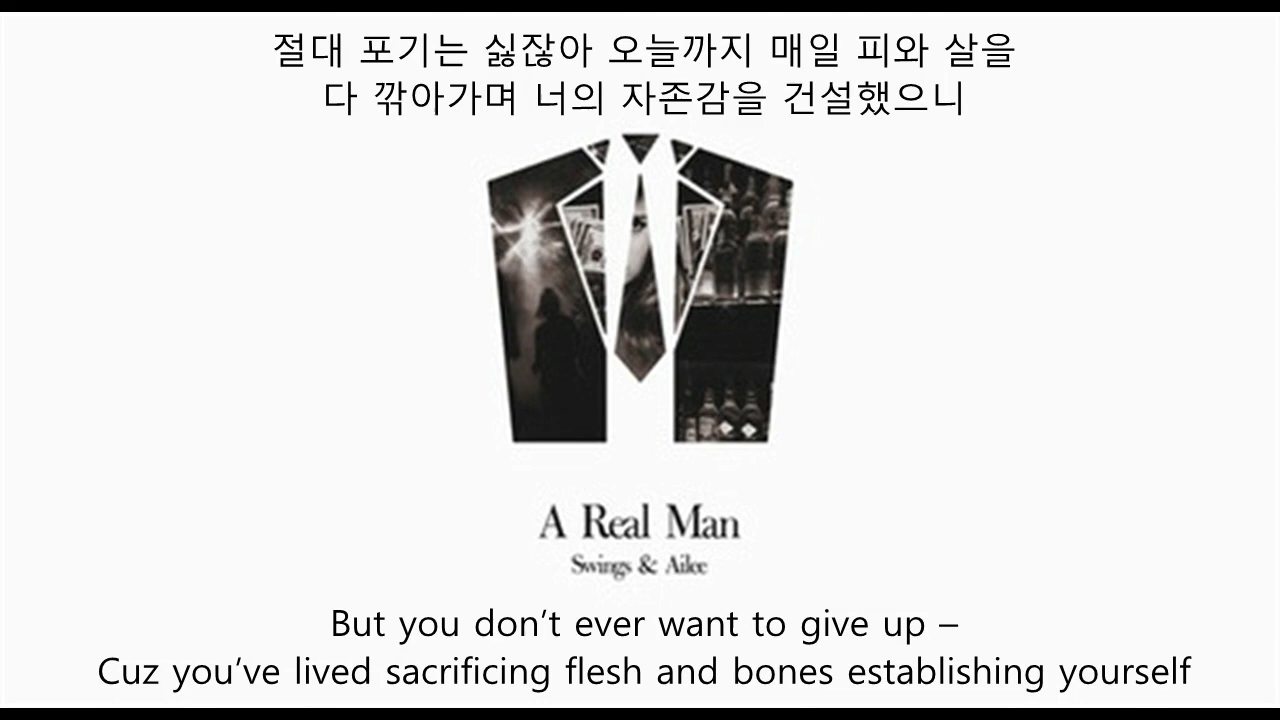 절대 포기는 싫잖아 오늘까지 매일 피와 살을
다 깎아가며 너의 자존감을 건설했으니
A Real Man
Swings & Ailee
But you don’t ever want to give up –
Cuz you’ve lived sacrificing flesh and bones establishing yourself